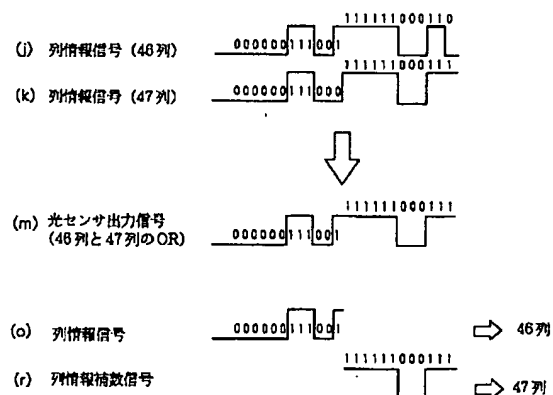 111111000110
(j) 列情報信号 (46列) 000000111001
111111000111
(k) 列情報信号 (47列) 000000111000
111111000111
(m) 光センサ出力信号 000000111001
(46列と47列のOR)
(o) 列情報信号 000000111001 ⇨ 46列
111111000111
(r) 列情報補数信号 ⇨ 47列